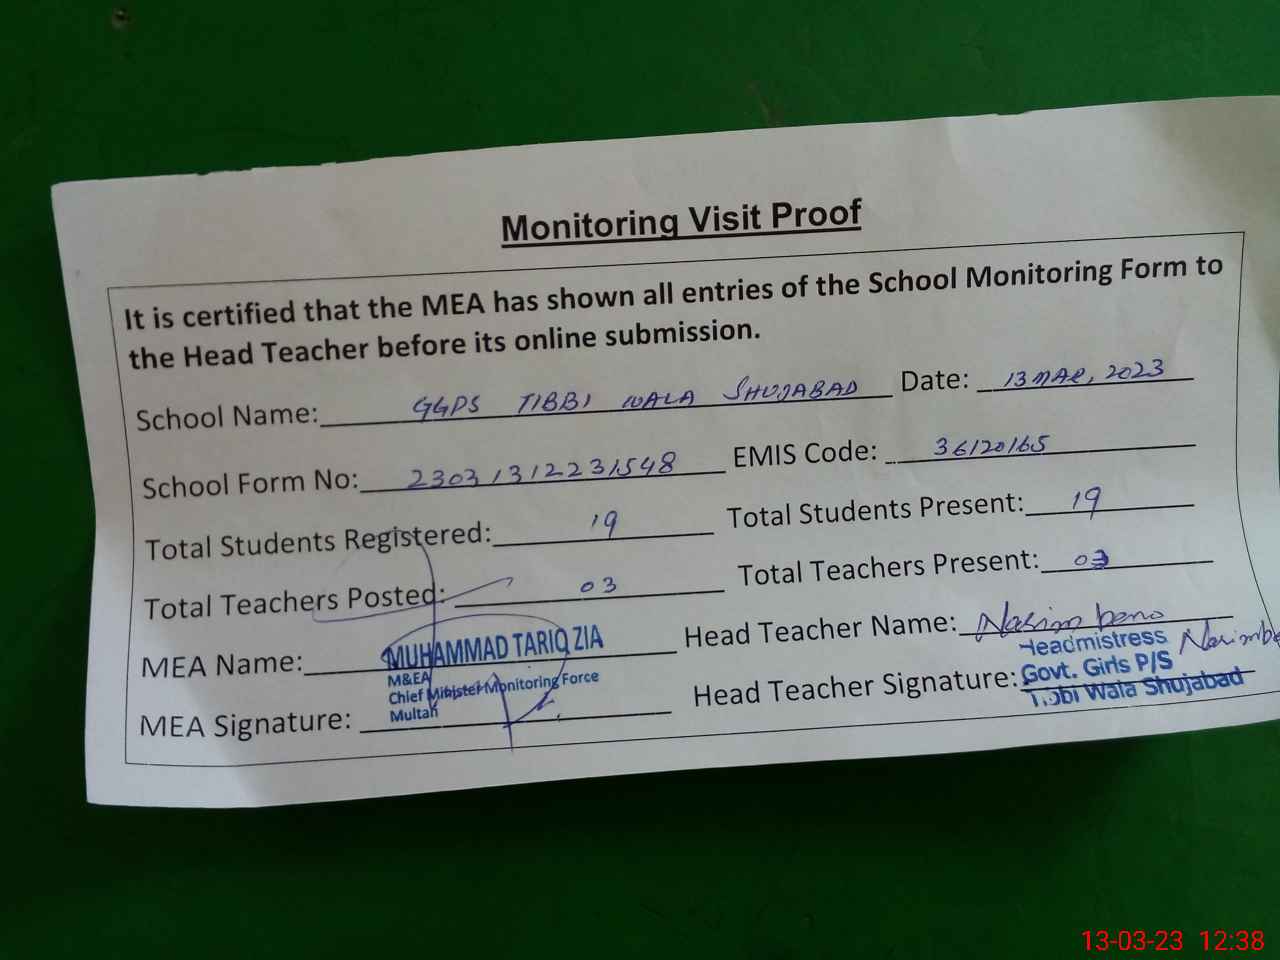 Monitoring Visit Proof
It is certified that the MEA has shown all entries of the School Monitoring Form to
the Head Teacher before its online submission.
School Name: GGPS TIBBI WALA SHUJABAD Date: 13 MAR, 2023
School Form No: 2303131223 1548 EMIS Code: 36120165
Total Students Registered: 19 Total Students Present: 19
Total Teachers Posted: 03 Total Teachers Present: 03
MEA Name: MUHAMMAD TARIQ ZIA Head Teacher Name: Nasim bano
M&EA
Chief Minister Monitoring Force
Multan
MEA Signature: Head Teacher Signature:
Headmistress
Govt. Girls P/S
Tibbi Wala Shujabad
13-03-23 12:38